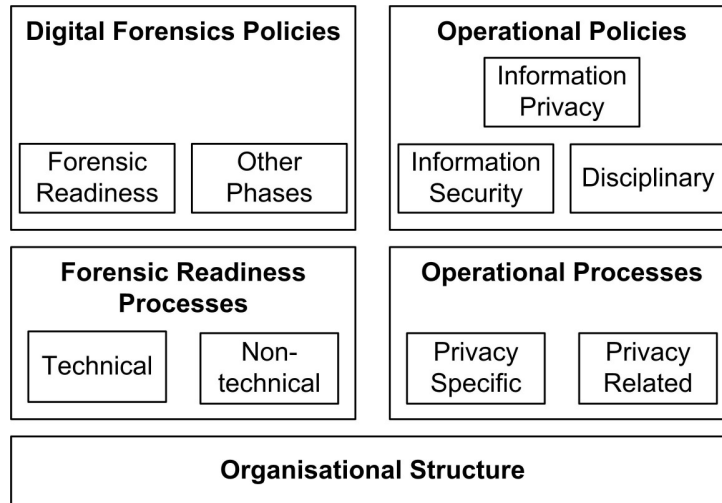 Digital Forensics Policies
Forensic
Readiness
Other
Phases
Operational Policies
Information
Privacy
Information
Security
Disciplinary
Forensic Readiness
Processes
Technical
Non-
technical
Operational Processes
Privacy
Specific
Privacy
Related
Organisational Structure